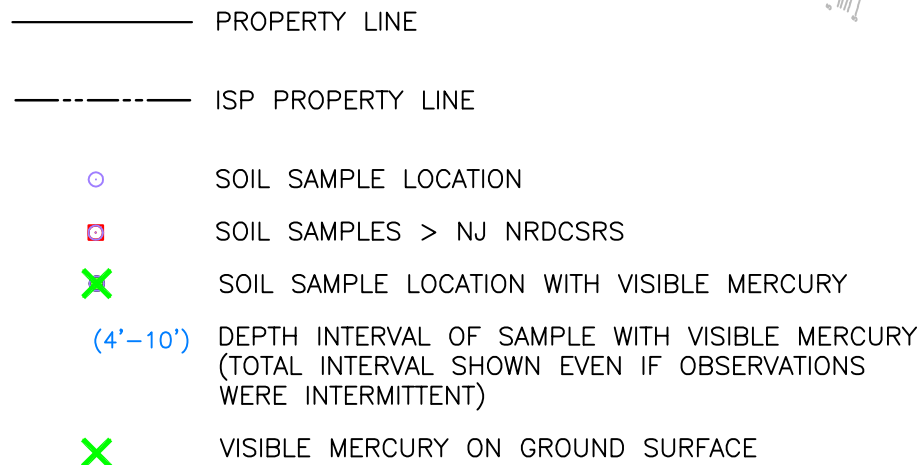 PROPERTY LINE
ISP PROPERTY LINE
SOIL SAMPLE LOCATION
SOIL SAMPLES > NJ NRDCSRS
SOIL SAMPLE LOCATION WITH VISIBLE MERCURY
(4'-10') DEPTH INTERVAL OF SAMPLE WITH VISIBLE MERCURY
(TOTAL INTERVAL SHOWN EVEN IF OBSERVATIONS
WERE INTERMITTENT)
VISIBLE MERCURY ON GROUND SURFACE